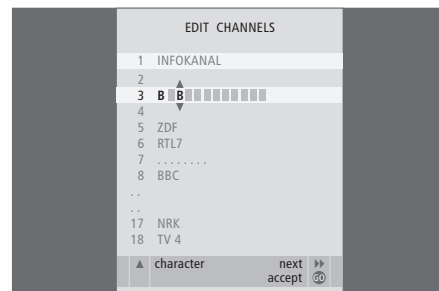 EDIT CHANNELS
1 INFOKANAL
2
3 B B
4
5 ZDF
6 RTL7
7 ........
8 BBC
..
..
17 NRK
18 TV 4
character next
accept GO